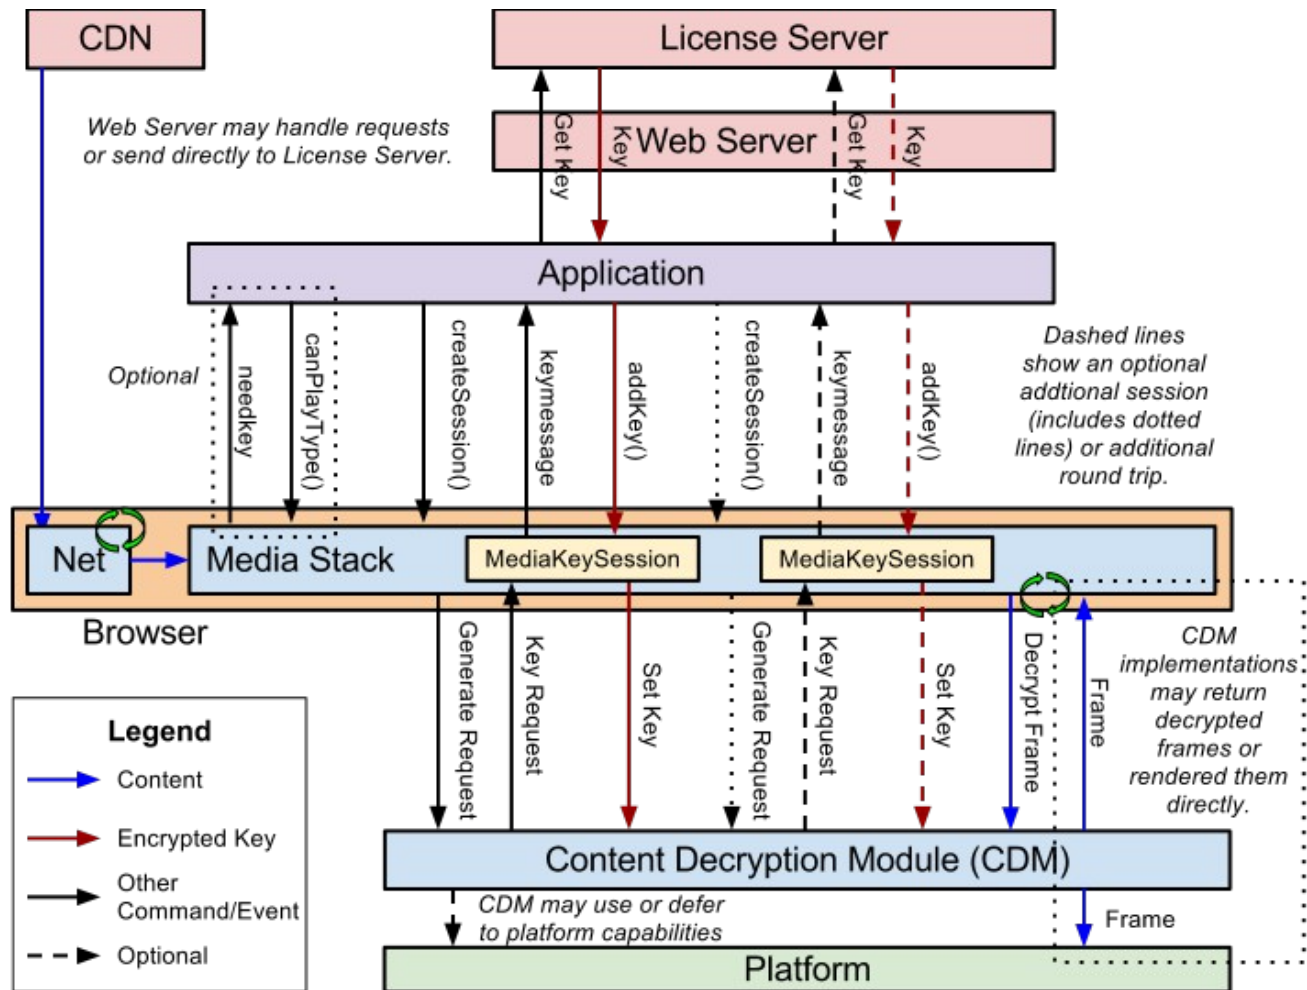 CDN
License Server
Web Server may handle requests
or send directly to License Server.
Get Key
Key
Web Server
Get Key
Key
Application
Optional
needkey
canPlayType()
createSession()
keymessage
addKey()
createSession()
keymessage
addKey()
Dashed lines
show an optional
addtional session
(includes dotted
lines) or additional
round trip.
Net
Media Stack
MediaKeySession
MediaKeySession
Browser
Generate Request
Key Request
Set Key
Generate Request
Key Request
Set Key
Decrypt Frame
Frame
CDM
implementations
may return
decrypted
frames or
rendered them
directly.
Legend
Content
Encrypted Key
Other
Command/Event
Optional
Content Decryption Module (CDM)
CDM may use or defer
to platform capabilities
Frame
Platform